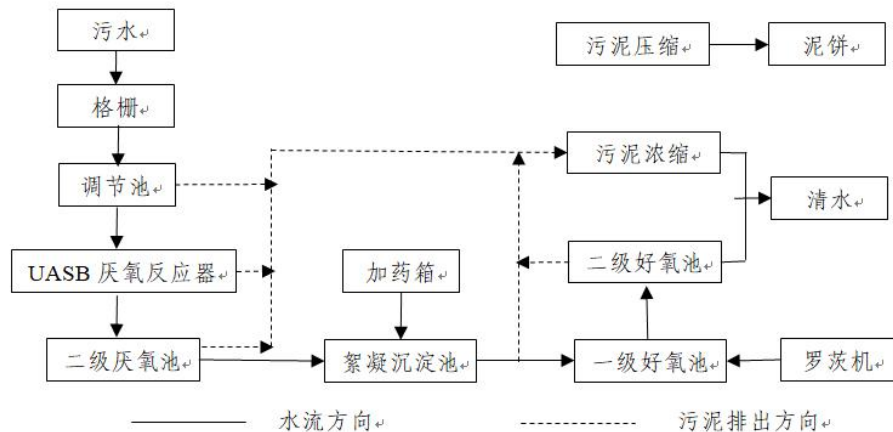 污水
污泥压缩
泥饼
格栅
污泥浓缩
调节池
清水
UASB 厌氧反应器
加药箱
二级好氧池
二级厌氧池
絮凝沉淀池
一级好氧池
罗茨机
水流方向
污泥排出方向